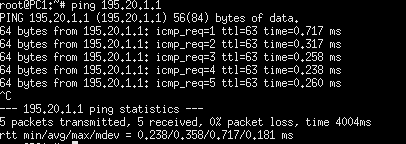 root@PC1:~# ping 195.20.1.1
PING 195.20.1.1 (195.20.1.1) 56(84) bytes of data.
64 bytes from 195.20.1.1: icmp_req=1 ttl=63 time=0.717 ms
64 bytes from 195.20.1.1: icmp_req=2 ttl=63 time=0.317 ms
64 bytes from 195.20.1.1: icmp_req=3 ttl=63 time=0.258 ms
64 bytes from 195.20.1.1: icmp_req=4 ttl=63 time=0.238 ms
64 bytes from 195.20.1.1: icmp_req=5 ttl=63 time=0.260 ms
^C
--- 195.20.1.1 ping statistics ---
5 packets transmitted, 5 received, 0% packet loss, time 4004ms
rtt min/avg/max/mdev = 0.238/0.358/0.717/0.181 ms